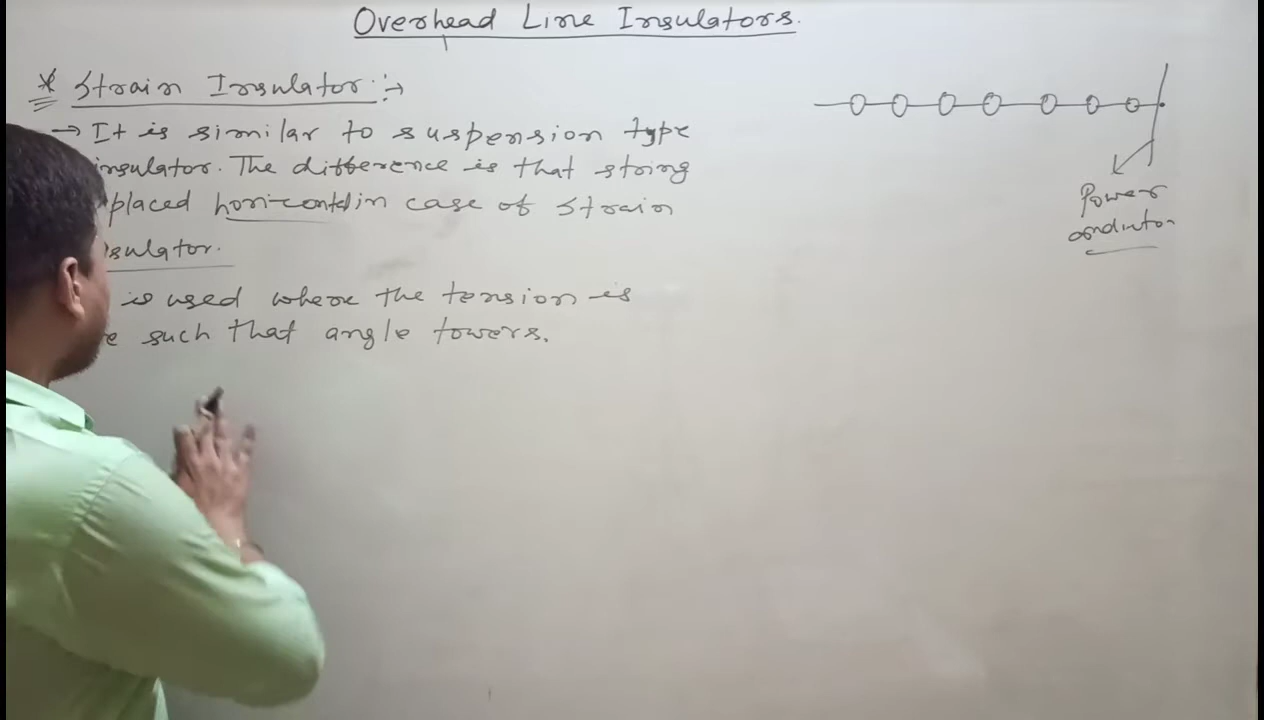 Overhead Line Insulators.
* Strain Insulator :→
→ It is similar to suspension type
insulator. The difference is that string
placed horizontal in case of strain
sulator.
is used where the tension is
e such that angle towers.
Power
conductor